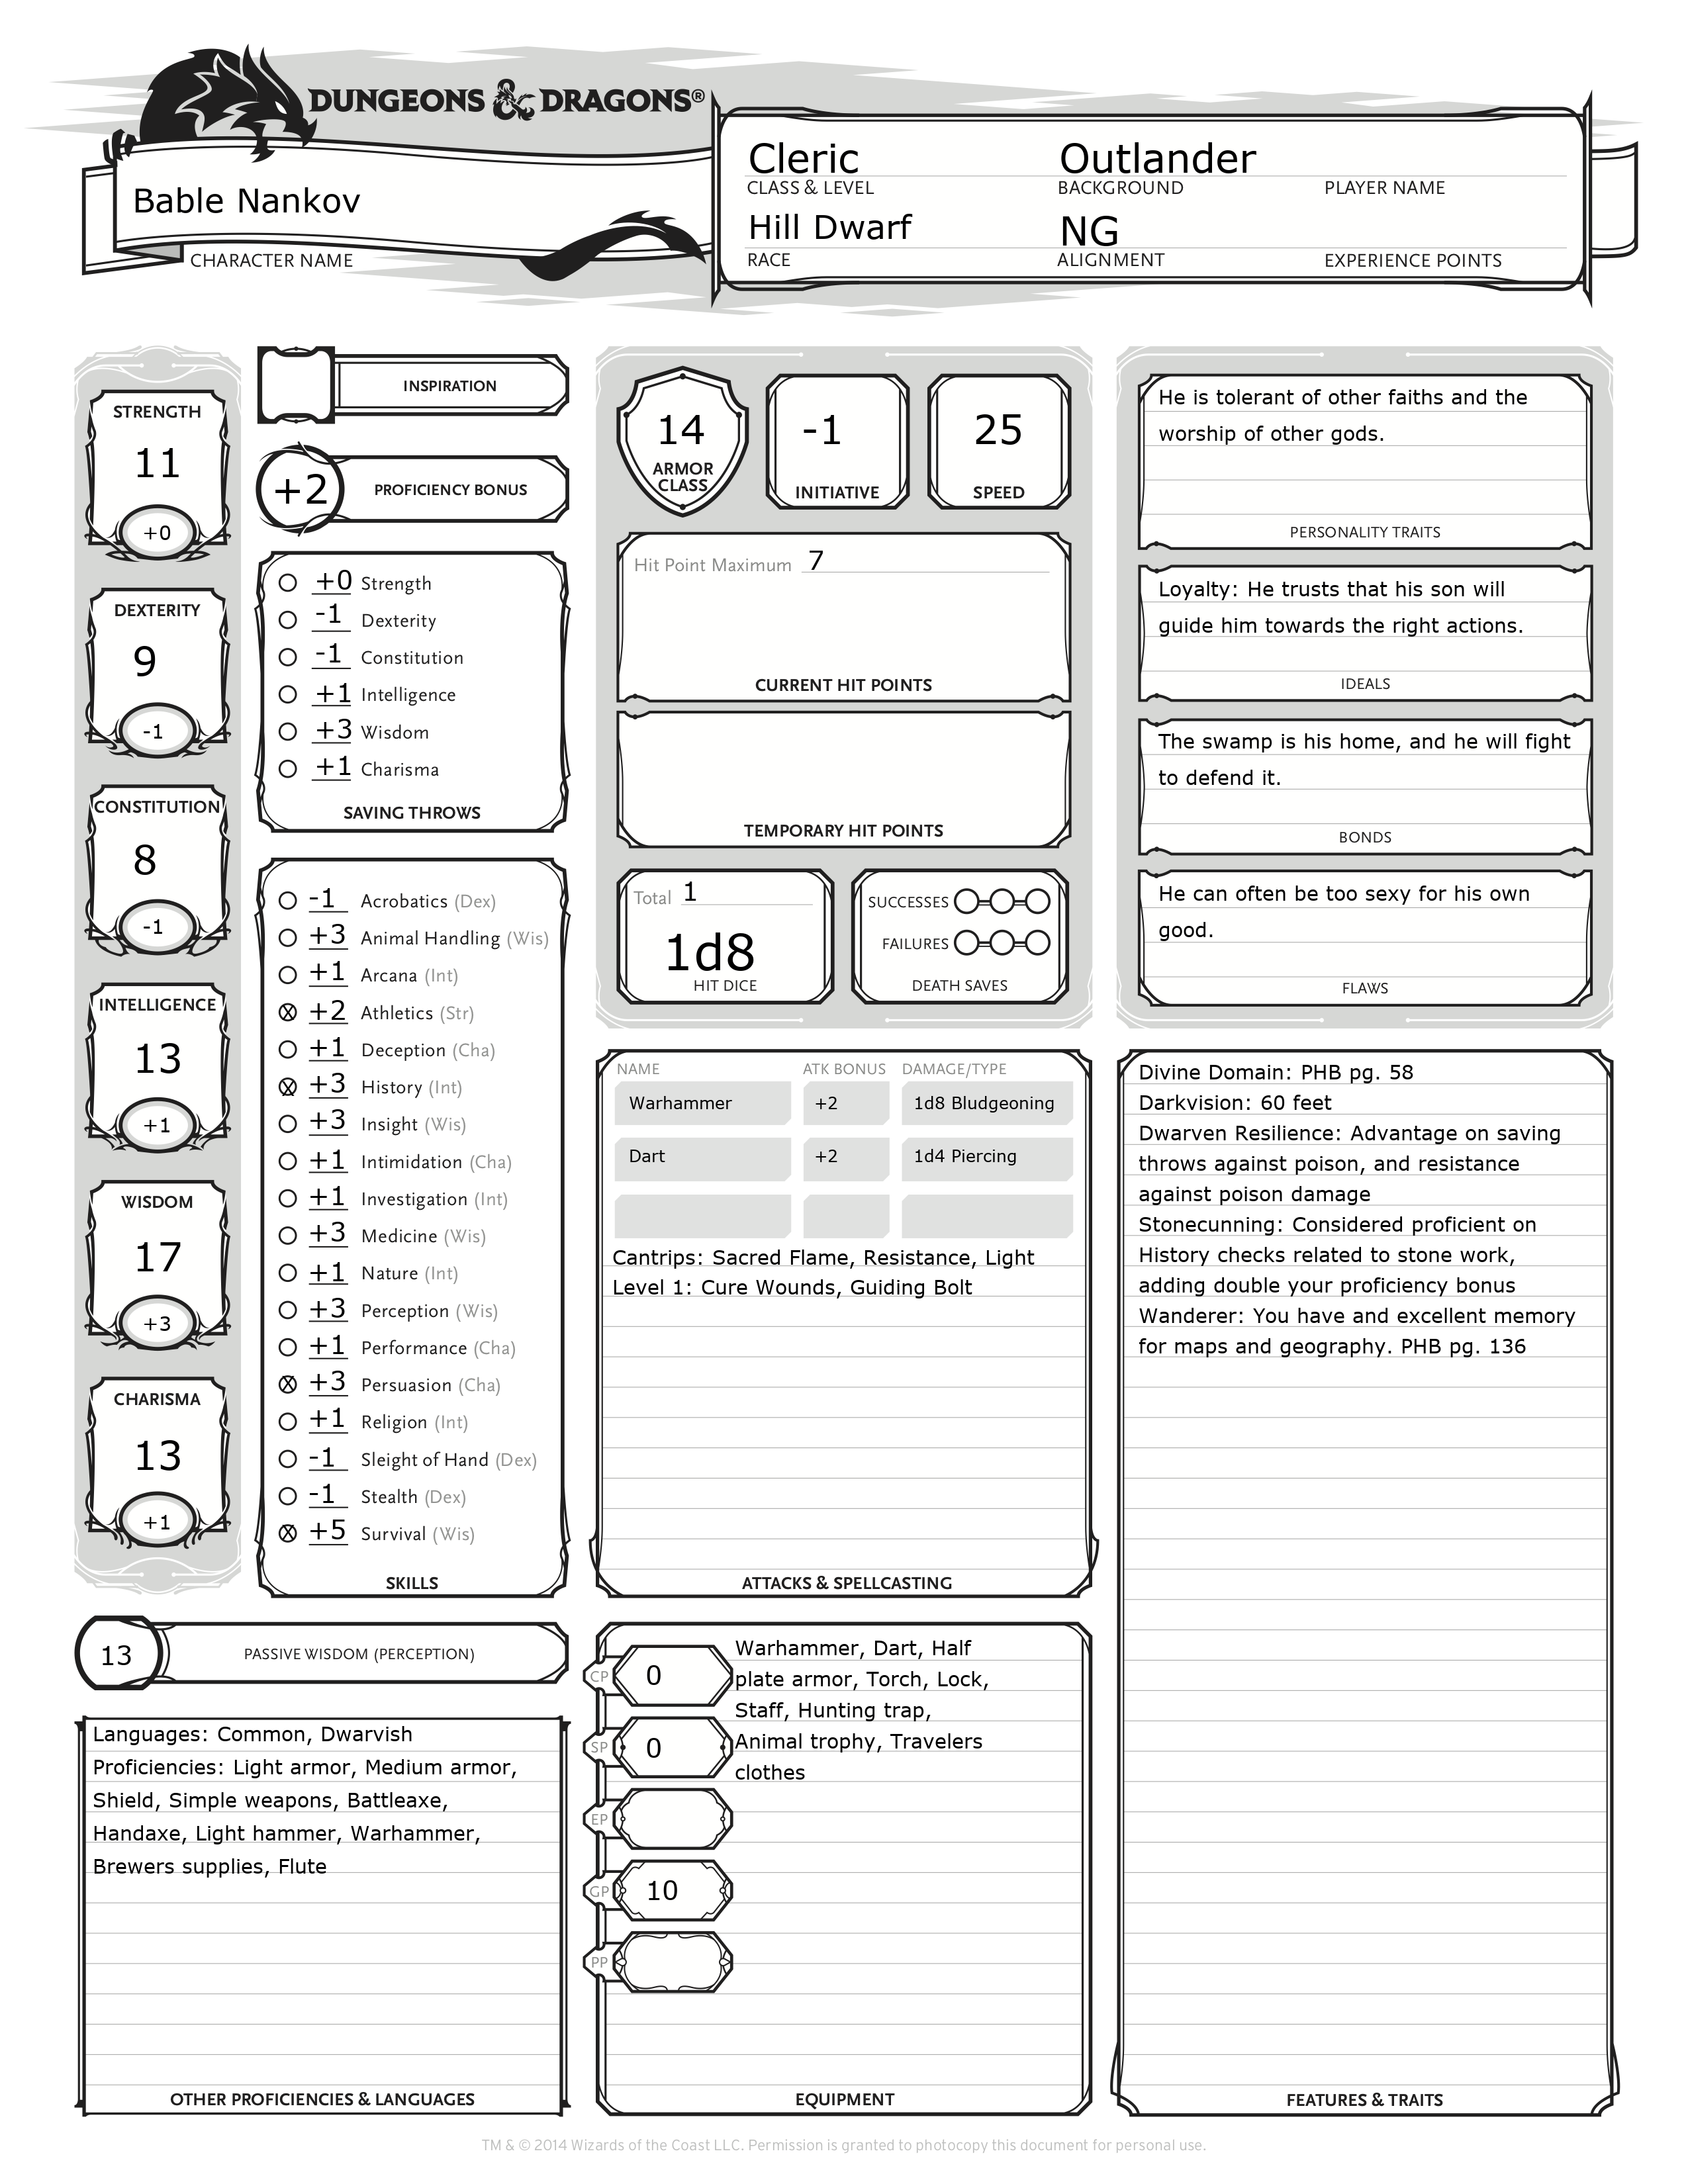 DUNGEONS & DRAGONS®
Bable Nankov
CHARACTER NAME
Cleric
Outlander
CLASS & LEVEL
BACKGROUND
PLAYER NAME
Hill Dwarf
NG
RACE
ALIGNMENT
EXPERIENCE POINTS
STRENGTH
11
+0
DEXTERITY
9
-1
CONSTITUTION
8
-1
INTELLIGENCE
13
+1
WISDOM
17
+3
CHARISMA
13
+1
INSPIRATION
+2 PROFICIENCY BONUS
+0 Strength
-1 Dexterity
-1 Constitution
+1 Intelligence
+3 Wisdom
+1 Charisma
SAVING THROWS
-1 Acrobatics (Dex)
+3 Animal Handling (Wis)
+1 Arcana (Int)
X +2 Athletics (Str)
+1 Deception (Cha)
X +3 History (Int)
+3 Insight (Wis)
+1 Intimidation (Cha)
+1 Investigation (Int)
+3 Medicine (Wis)
+1 Nature (Int)
+3 Perception (Wis)
+1 Performance (Cha)
X +3 Persuasion (Cha)
+1 Religion (Int)
-1 Sleight of Hand (Dex)
-1 Stealth (Dex)
X +5 Survival (Wis)
SKILLS
13 PASSIVE WISDOM (PERCEPTION)
Languages: Common, Dwarvish
Proficiencies: Light armor, Medium armor,
Shield, Simple weapons, Battleaxe,
Handaxe, Light hammer, Warhammer,
Brewers supplies, Flute
OTHER PROFICIENCIES & LANGUAGES
14
ARMOR
CLASS
-1
INITIATIVE
25
SPEED
Hit Point Maximum 7
CURRENT HIT POINTS
TEMPORARY HIT POINTS
Total 1
1d8
HIT DICE
SUCCESSES
FAILURES
DEATH SAVES
NAME ATK BONUS DAMAGE/TYPE
Warhammer +2 1d8 Bludgeoning
Dart +2 1d4 Piercing
Cantrips: Sacred Flame, Resistance, Light
Level 1: Cure Wounds, Guiding Bolt
ATTACKS & SPELLCASTING
CP 0
SP 0
EP
GP 10
PP
Warhammer, Dart, Half
plate armor, Torch, Lock,
Staff, Hunting trap,
Animal trophy, Travelers
clothes
EQUIPMENT
He is tolerant of other faiths and the
worship of other gods.
PERSONALITY TRAITS
Loyalty: He trusts that his son will
guide him towards the right actions.
IDEALS
The swamp is his home, and he will fight
to defend it.
BONDS
He can often be too sexy for his own
good.
FLAWS
Divine Domain: PHB pg. 58
Darkvision: 60 feet
Dwarven Resilience: Advantage on saving
throws against poison, and resistance
against poison damage
Stonecunning: Considered proficient on
History checks related to stone work,
adding double your proficiency bonus
Wanderer: You have and excellent memory
for maps and geography. PHB pg. 136
FEATURES & TRAITS
TM & © 2014 Wizards of the Coast LLC. Permission is granted to photocopy this document for personal use.